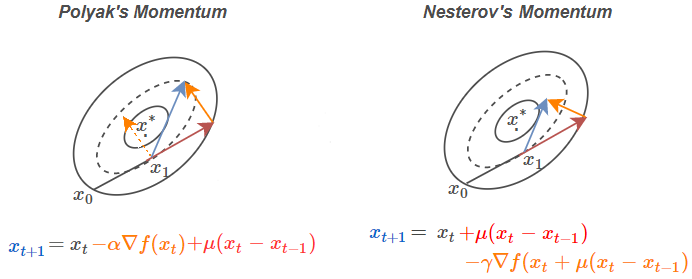 Polyak's Momentum
Nesterov's Momentum
x*
x₁
x₀
x*
x₁
x₀
xₜ₊₁ = xₜ −α∇f(xₜ)+μ(xₜ − xₜ₋₁)
xₜ₊₁ = xₜ +μ(xₜ − xₜ₋₁)
−γ∇f(xₜ + μ(xₜ − xₜ₋₁)